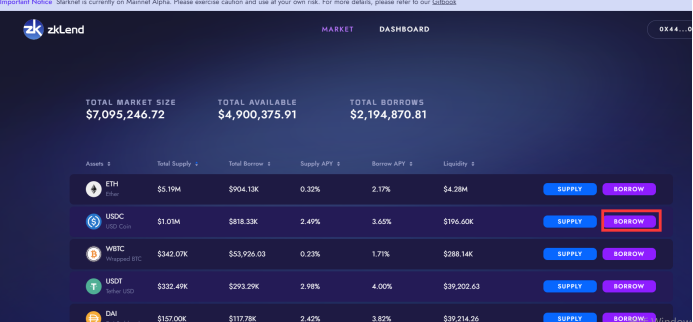 Important Notice Starknet is currently on Mainnet Alpha. Please exercise caution and use at your own risk. For more details, please refer to our Gitbook
zk zkLend MARKET DASHBOARD 0X44...0
TOTAL MARKET SIZE TOTAL AVAILABLE TOTAL BORROWS
$7,095,246.72 $4,900,375.91 $2,194,870.81
Assets Total Supply Total Borrow Supply APY Borrow APY Liquidity
ETH
Ether
$5.19M $904.13K 0.32% 2.17% $4.28M SUPPLY BORROW
USDC
USD Coin
$1.01M $818.33K 2.49% 3.65% $196.60K SUPPLY BORROW
WBTC
Wrapped BTC
$342.07K $53,926.03 0.23% 1.71% $288.14K SUPPLY BORROW
USDT
Tether USD
$332.49K $293.29K 2.98% 4.00% $39,202.63 SUPPLY BORROW
DAI
$157.00K $117.78K 2.42% 3.82% $39,214.26 SUPPLY BORROW
Windows